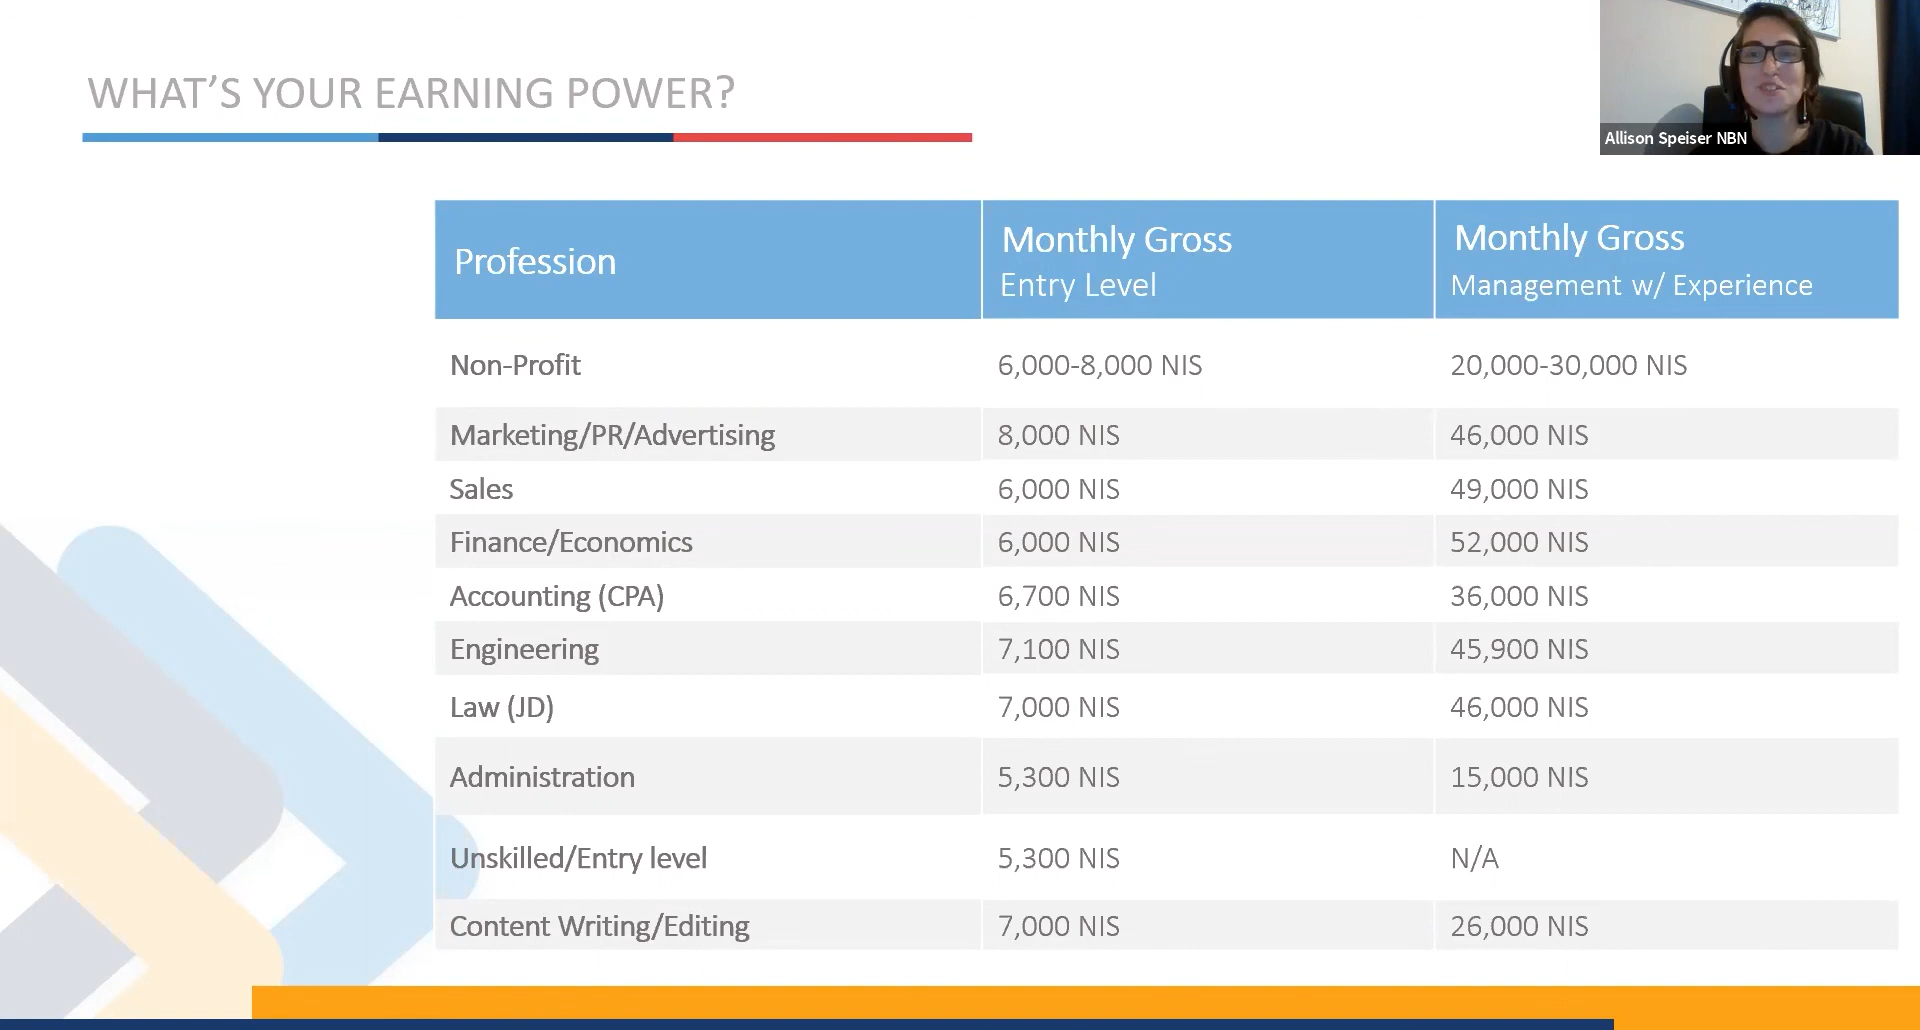 WHAT'S YOUR EARNING POWER?
Allison Speiser NBN
Profession
Monthly Gross
Entry Level
Monthly Gross
Management w/ Experience
Non-Profit 6,000-8,000 NIS 20,000-30,000 NIS
Marketing/PR/Advertising 8,000 NIS 46,000 NIS
Sales 6,000 NIS 49,000 NIS
Finance/Economics 6,000 NIS 52,000 NIS
Accounting (CPA) 6,700 NIS 36,000 NIS
Engineering 7,100 NIS 45,900 NIS
Law (JD) 7,000 NIS 46,000 NIS
Administration 5,300 NIS 15,000 NIS
Unskilled/Entry level 5,300 NIS N/A
Content Writing/Editing 7,000 NIS 26,000 NIS